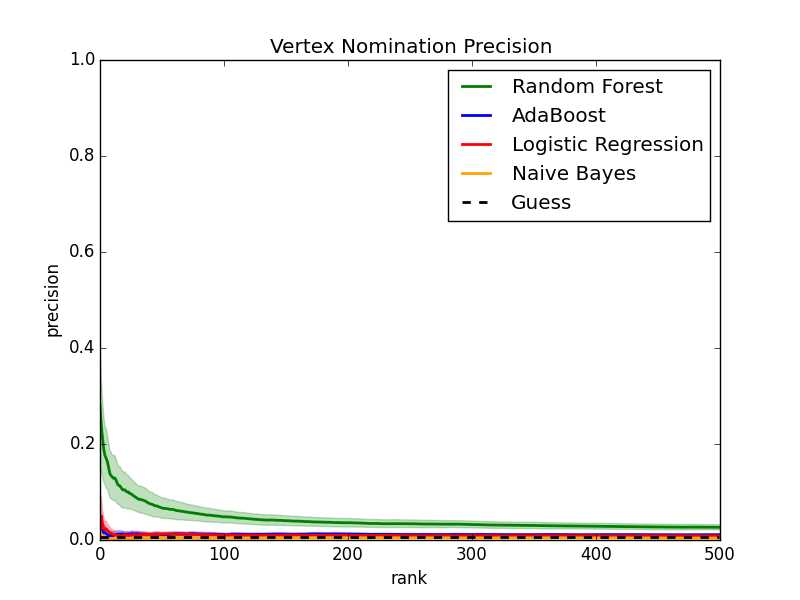 Vertex Nomination Precision
1.0
0.8
0.6
0.4
0.2
0.0
precision
Random Forest
AdaBoost
Logistic Regression
Naive Bayes
Guess
0 100 200 300 400 500
rank